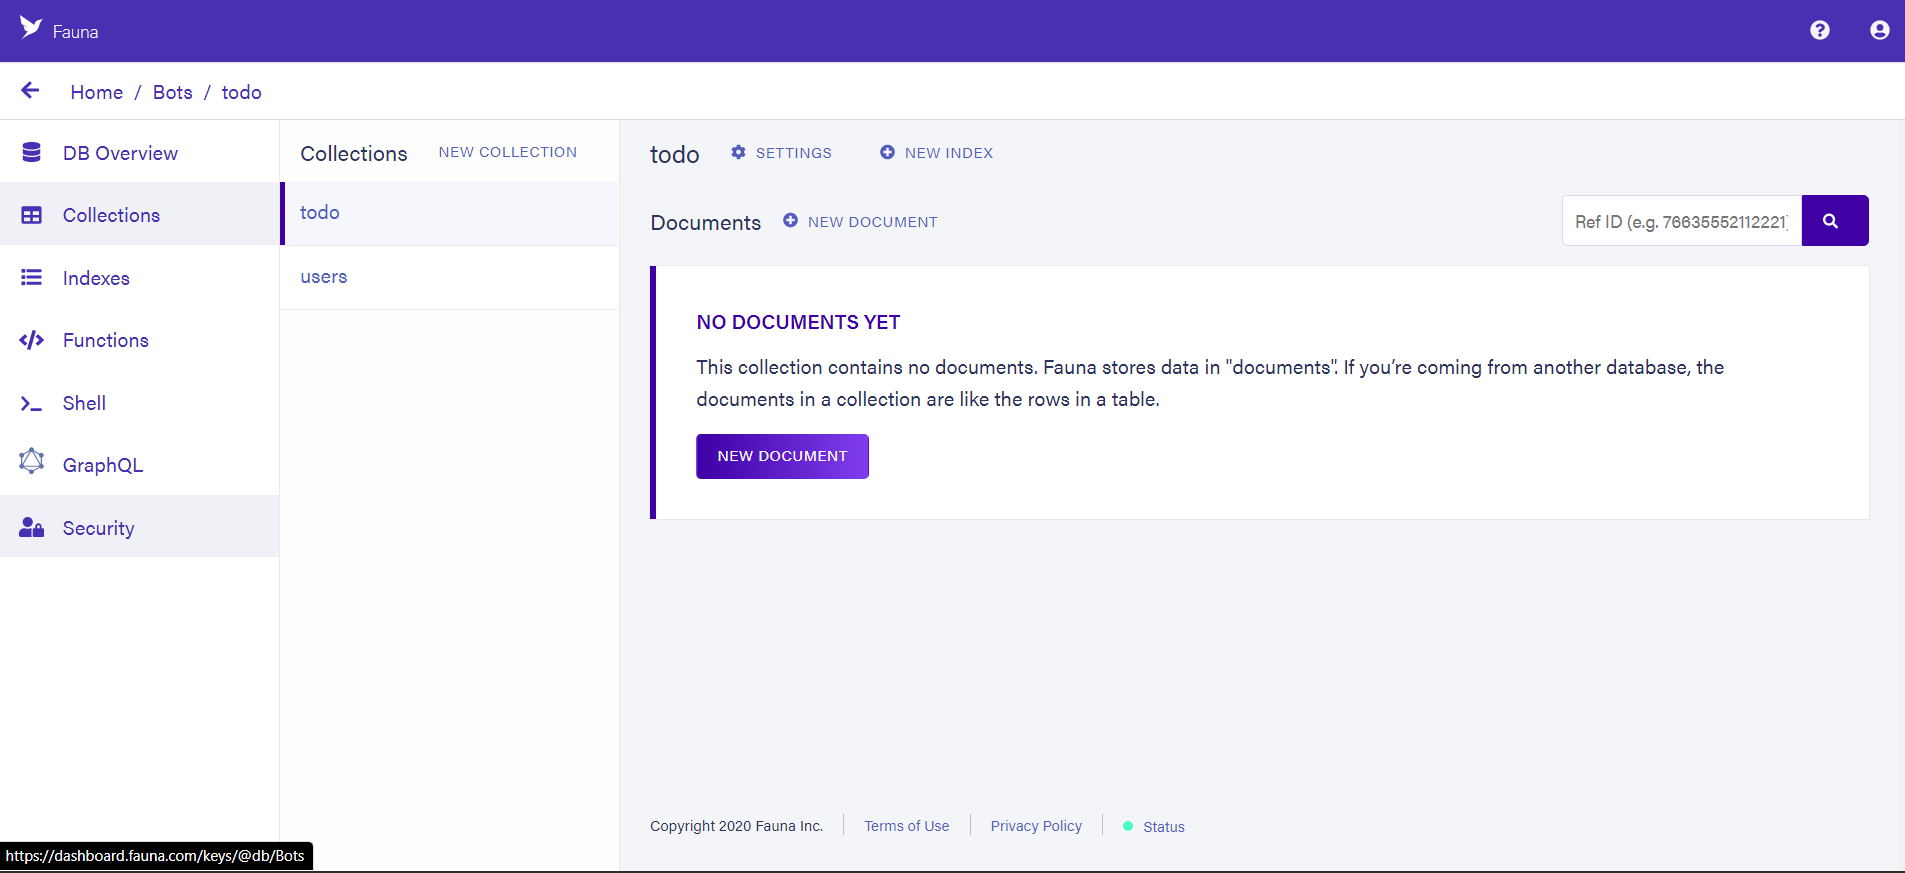 Fauna
Home / Bots / todo
DB Overview
Collections
Indexes
Functions
Shell
GraphQL
Security
Collections NEW COLLECTION
todo
users
todo SETTINGS NEW INDEX
Documents NEW DOCUMENT
Ref ID (e.g. 76635552112221)
NO DOCUMENTS YET
This collection contains no documents. Fauna stores data in "documents". If you’re coming from another database, the
documents in a collection are like the rows in a table.
NEW DOCUMENT
Copyright 2020 Fauna Inc. Terms of Use Privacy Policy Status
https://dashboard.fauna.com/keys/@db/Bots